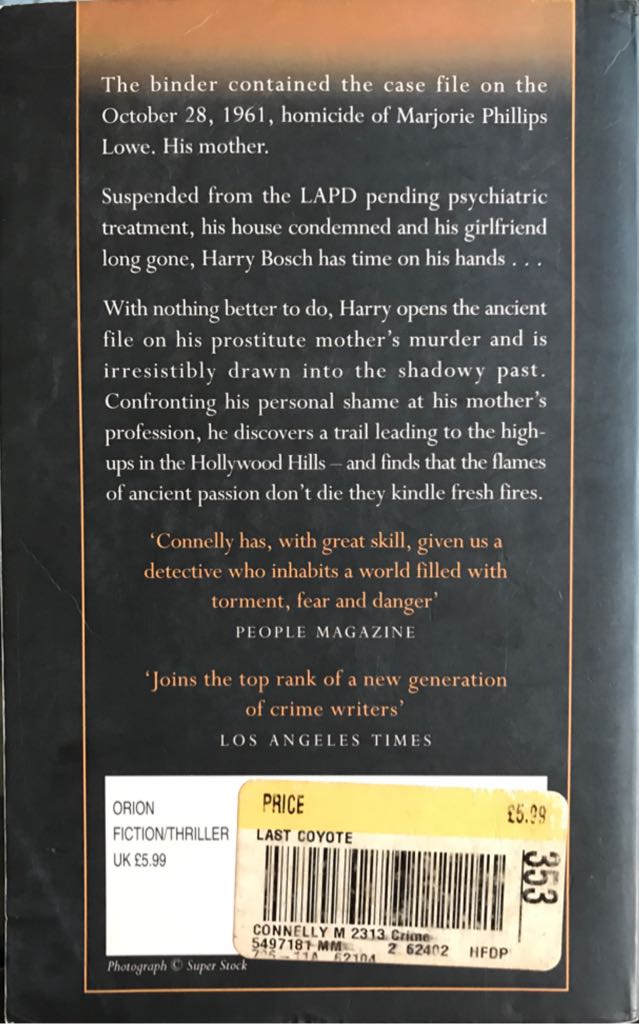 The binder contained the case file on the
October 28, 1961, homicide of Marjorie Phillips
Lowe. His mother.
Suspended from the LAPD pending psychiatric
treatment, his house condemned and his girlfriend
long gone, Harry Bosch has time on his hands . . .
With nothing better to do, Harry opens the ancient
file on his prostitute mother's murder and is
irresistibly drawn into the shadowy past.
Confronting his personal shame at his mother's
profession, he discovers a trail leading to the high-
ups in the Hollywood Hills – and finds that the flames
of ancient passion don't die they kindle fresh fires.
'Connelly has, with great skill, given us a
detective who inhabits a world filled with
torment, fear and danger'
PEOPLE MAGAZINE
'Joins the top rank of a new generation
of crime writers'
LOS ANGELES TIMES
ORION
FICTION/THRILLER
UK £5.99
PRICE £5.99
LAST COYOTE
353
CONNELLY M 2313 Crime
5497181 MM 2 62402 HFDP
62104
Photograph © Super Stock